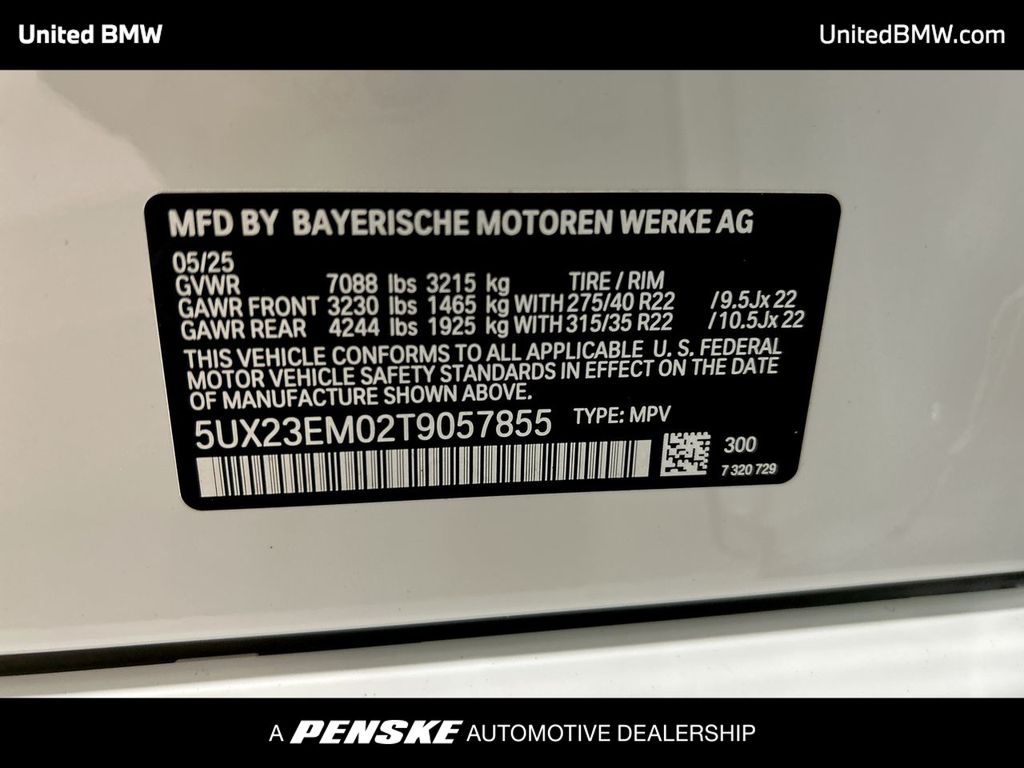 United BMW
UnitedBMW.com
MFD BY BAYERISCHE MOTOREN WERKE AG
05/25
GVWR 7088 lbs 3215 kg TIRE / RIM
GAWR FRONT 3230 lbs 1465 kg WITH 275/40 R22 / 9.5Jx 22
GAWR REAR 4244 lbs 1925 kg WITH 315/35 R22 / 10.5Jx 22
THIS VEHICLE CONFORMS TO ALL APPLICABLE U. S. FEDERAL
MOTOR VEHICLE SAFETY STANDARDS IN EFFECT ON THE DATE
OF MANUFACTURE SHOWN ABOVE.
5UX23EM02T9057855 TYPE: MPV
300
7 320 729
A PENSKE AUTOMOTIVE DEALERSHIP